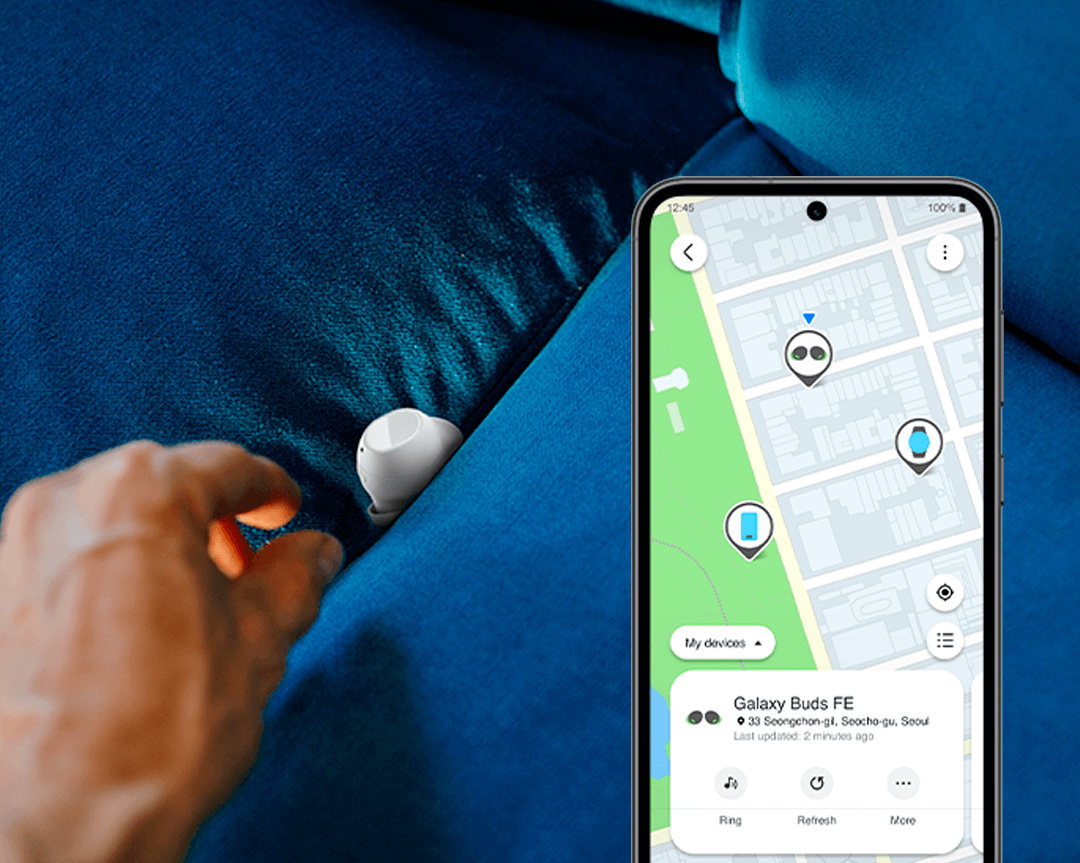 12:45
100%
My devices
Galaxy Buds FE
33 Seongchon-gil, Seocho-gu, Seoul
Last updated: 2 minutes ago
Ring
Refresh
More